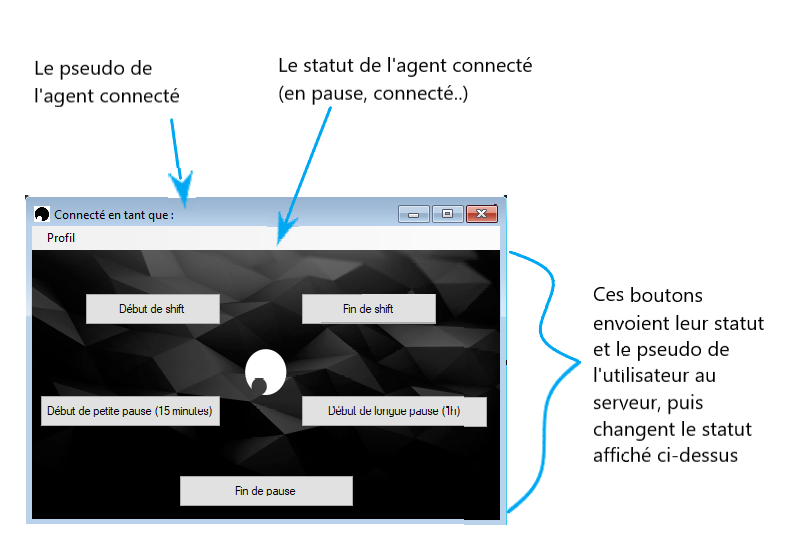 Le pseudo de
l'agent connecté
Le statut de l'agent connecté
(en pause, connecté..)
Connecté en tant que :
Profil
Début de shift
Fin de shift
Début de petite pause (15 minutes)
Début de longue pause (1h)
Fin de pause
Ces boutons
envoient leur statut
et le pseudo de
l'utilisateur au
serveur, puis
changent le statut
affiché ci-dessus